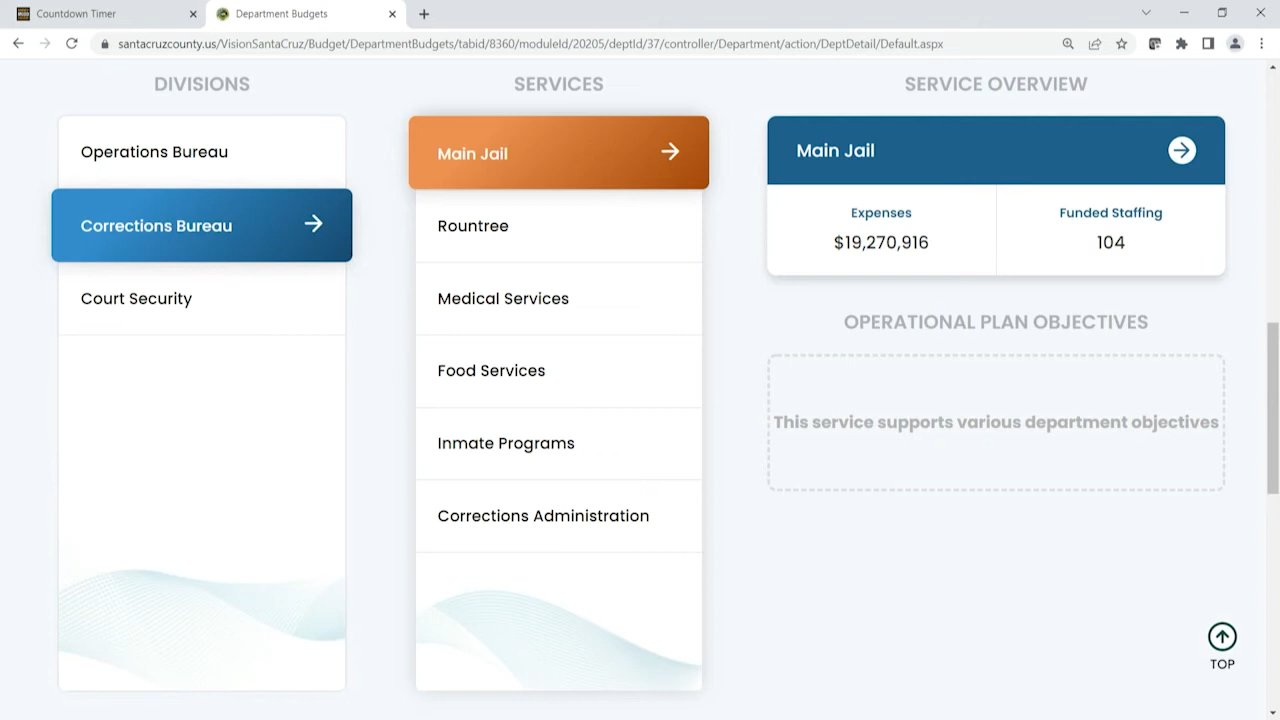 Countdown Timer
Department Budgets
santacruzcounty.us/VisionSantaCruz/Budget/DepartmentBudgets/tabid/8360/moduleId/20205/deptId/37/controller/Department/action/DeptDetail/Default.aspx
DIVISIONS
Operations Bureau
Corrections Bureau
Court Security
SERVICES
Main Jail
Rountree
Medical Services
Food Services
Inmate Programs
Corrections Administration
SERVICE OVERVIEW
Main Jail
Expenses
$19,270,916
Funded Staffing
104
OPERATIONAL PLAN OBJECTIVES
This service supports various department objectives
TOP